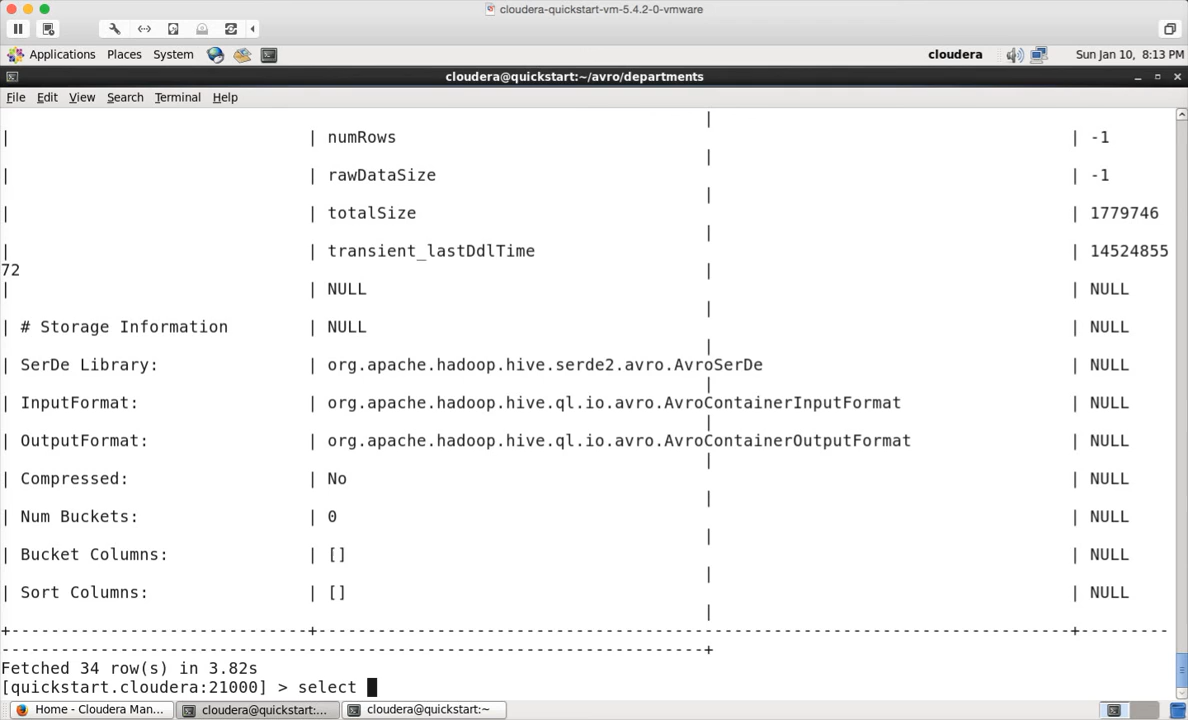 cloudera-quickstart-vm-5.4.2-0-vmware
Applications Places System cloudera Sun Jan 10, 8:13 PM
cloudera@quickstart:~/avro/departments
File Edit View Search Terminal Help
|
| | numRows | -1
|
| | rawDataSize | -1
|
| | totalSize | 1779746
|
| | transient_lastDdlTime | 14524855
72 |
| | NULL | NULL
|
| # Storage Information | NULL | NULL
|
| SerDe Library: | org.apache.hadoop.hive.serde2.avro.AvroSerDe | NULL
|
| InputFormat: | org.apache.hadoop.hive.ql.io.avro.AvroContainerInputFormat | NULL
|
| OutputFormat: | org.apache.hadoop.hive.ql.io.avro.AvroContainerOutputFormat | NULL
|
| Compressed: | No | NULL
|
| Num Buckets: | 0 | NULL
|
| Bucket Columns: | [] | NULL
|
| Sort Columns: | [] | NULL
|
+------------------------------+-----------------------------------------------------------------------------+---------
------------------------------------------------------------------------+
Fetched 34 row(s) in 3.82s
[quickstart.cloudera:21000] > select
Home - Cloudera Man... cloudera@quickstart:... cloudera@quickstart:~